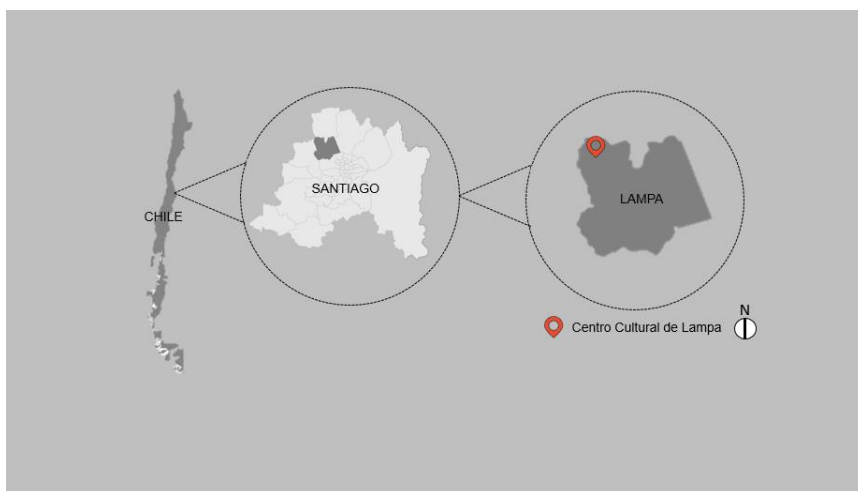 CHILE
SANTIAGO
LAMPA
Centro Cultural de Lampa
N